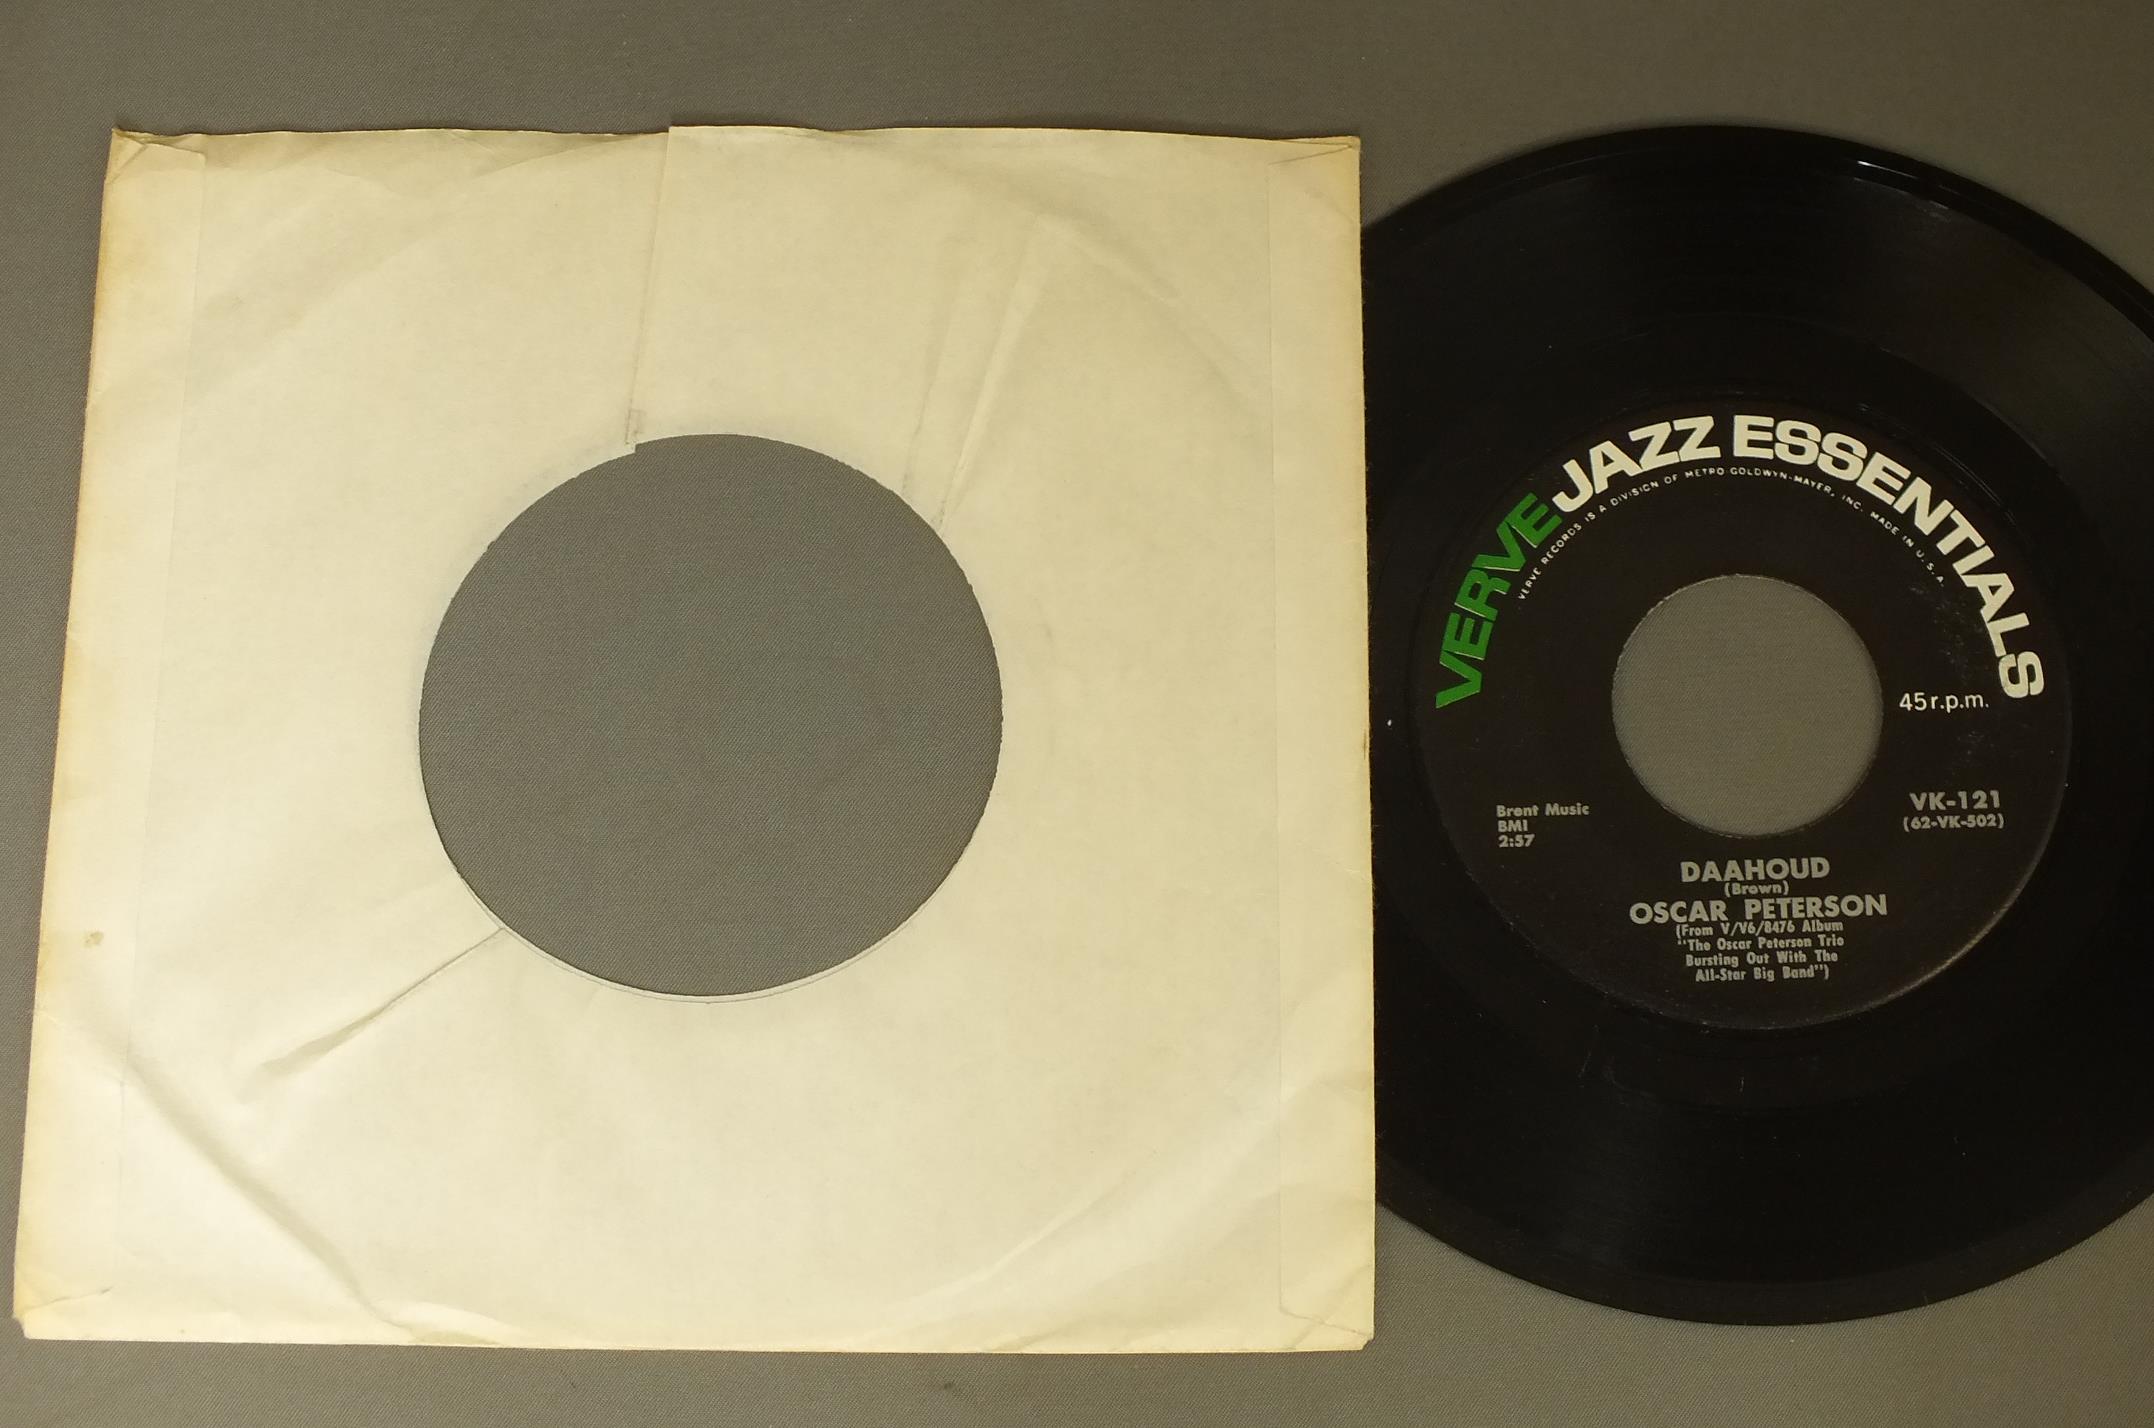 VERVE JAZZ ESSENTIALS
VERVE RECORDS IS A DIVISION OF METRO-GOLDWYN-MAYER, INC. MADE IN U.S.A.
45 r.p.m.
Brent Music
BMI
2:57
VK-121
(62-VK-502)
DAAHOUD
(Brown)
OSCAR PETERSON
(From V/V6/8476 Album
"The Oscar Peterson Trio
Bursting Out With The
All-Star Big Band")